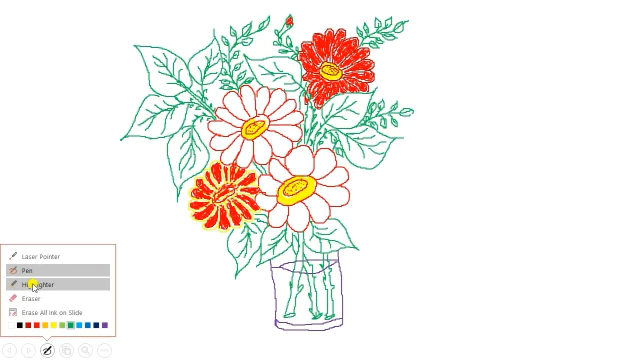 Laser Pointer
Pen
Highlighter
Eraser
Erase All Ink on Slide